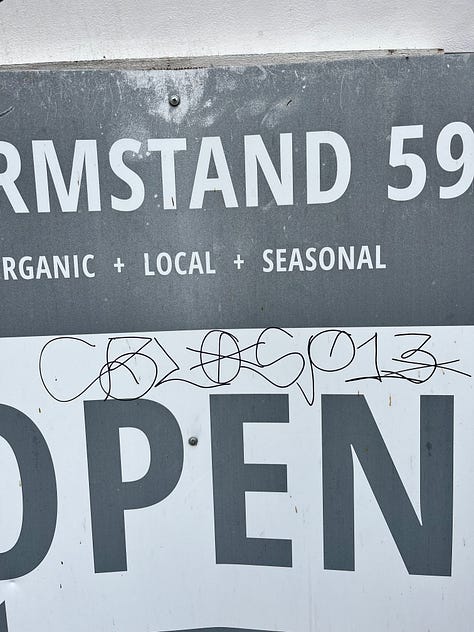 RMSTAND 59
RGANIC + LOCAL + SEASONAL
OPEN